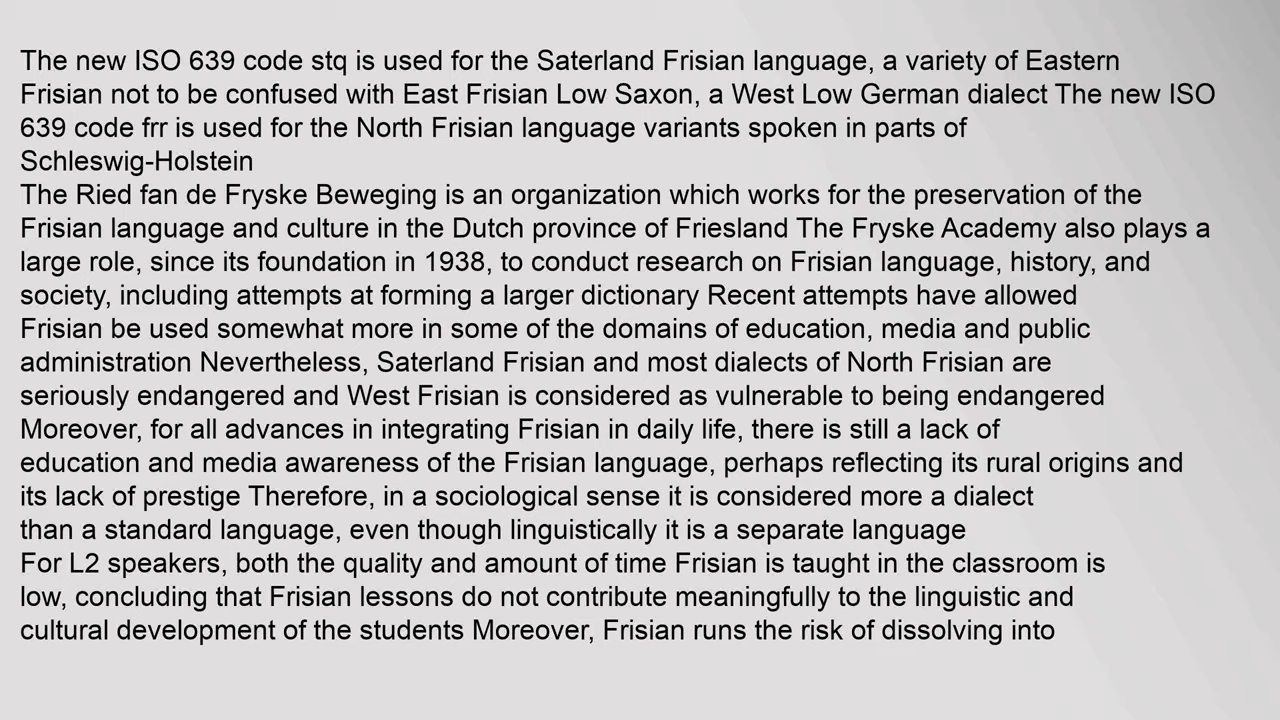 The new ISO 639 code stq is used for the Saterland Frisian language, a variety of Eastern
Frisian not to be confused with East Frisian Low Saxon, a West Low German dialect The new ISO
639 code frr is used for the North Frisian language variants spoken in parts of
Schleswig-Holstein
The Ried fan de Fryske Beweging is an organization which works for the preservation of the
Frisian language and culture in the Dutch province of Friesland The Fryske Academy also plays a
large role, since its foundation in 1938, to conduct research on Frisian language, history, and
society, including attempts at forming a larger dictionary Recent attempts have allowed
Frisian be used somewhat more in some of the domains of education, media and public
administration Nevertheless, Saterland Frisian and most dialects of North Frisian are
seriously endangered and West Frisian is considered as vulnerable to being endangered
Moreover, for all advances in integrating Frisian in daily life, there is still a lack of
education and media awareness of the Frisian language, perhaps reflecting its rural origins and
its lack of prestige Therefore, in a sociological sense it is considered more a dialect
than a standard language, even though linguistically it is a separate language
For L2 speakers, both the quality and amount of time Frisian is taught in the classroom is
low, concluding that Frisian lessons do not contribute meaningfully to the linguistic and
cultural development of the students Moreover, Frisian runs the risk of dissolving into